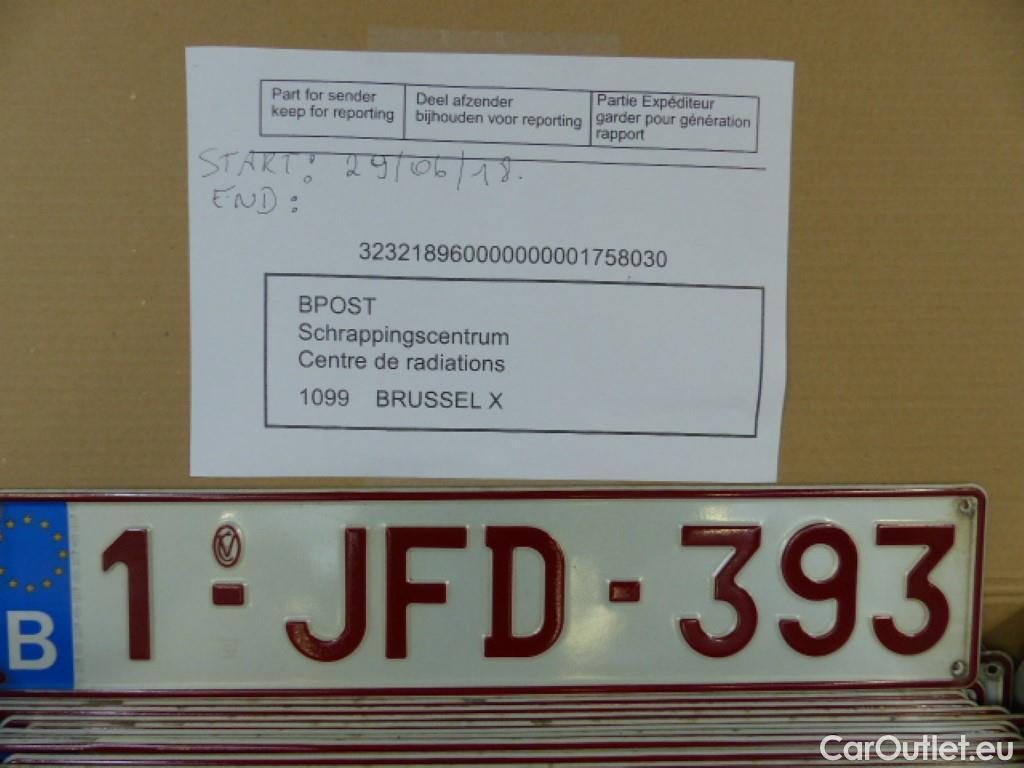 Part for sender
keep for reporting
Deel afzender
bijhouden voor reporting
Partie Expéditeur
garder pour génération
rapport
START: 29/06/18.
END:
323218960000000001758030
BPOST
Schrappingscentrum
Centre de radiations
1099 BRUSSEL X
B
1-JFD-393
CarOutlet.eu